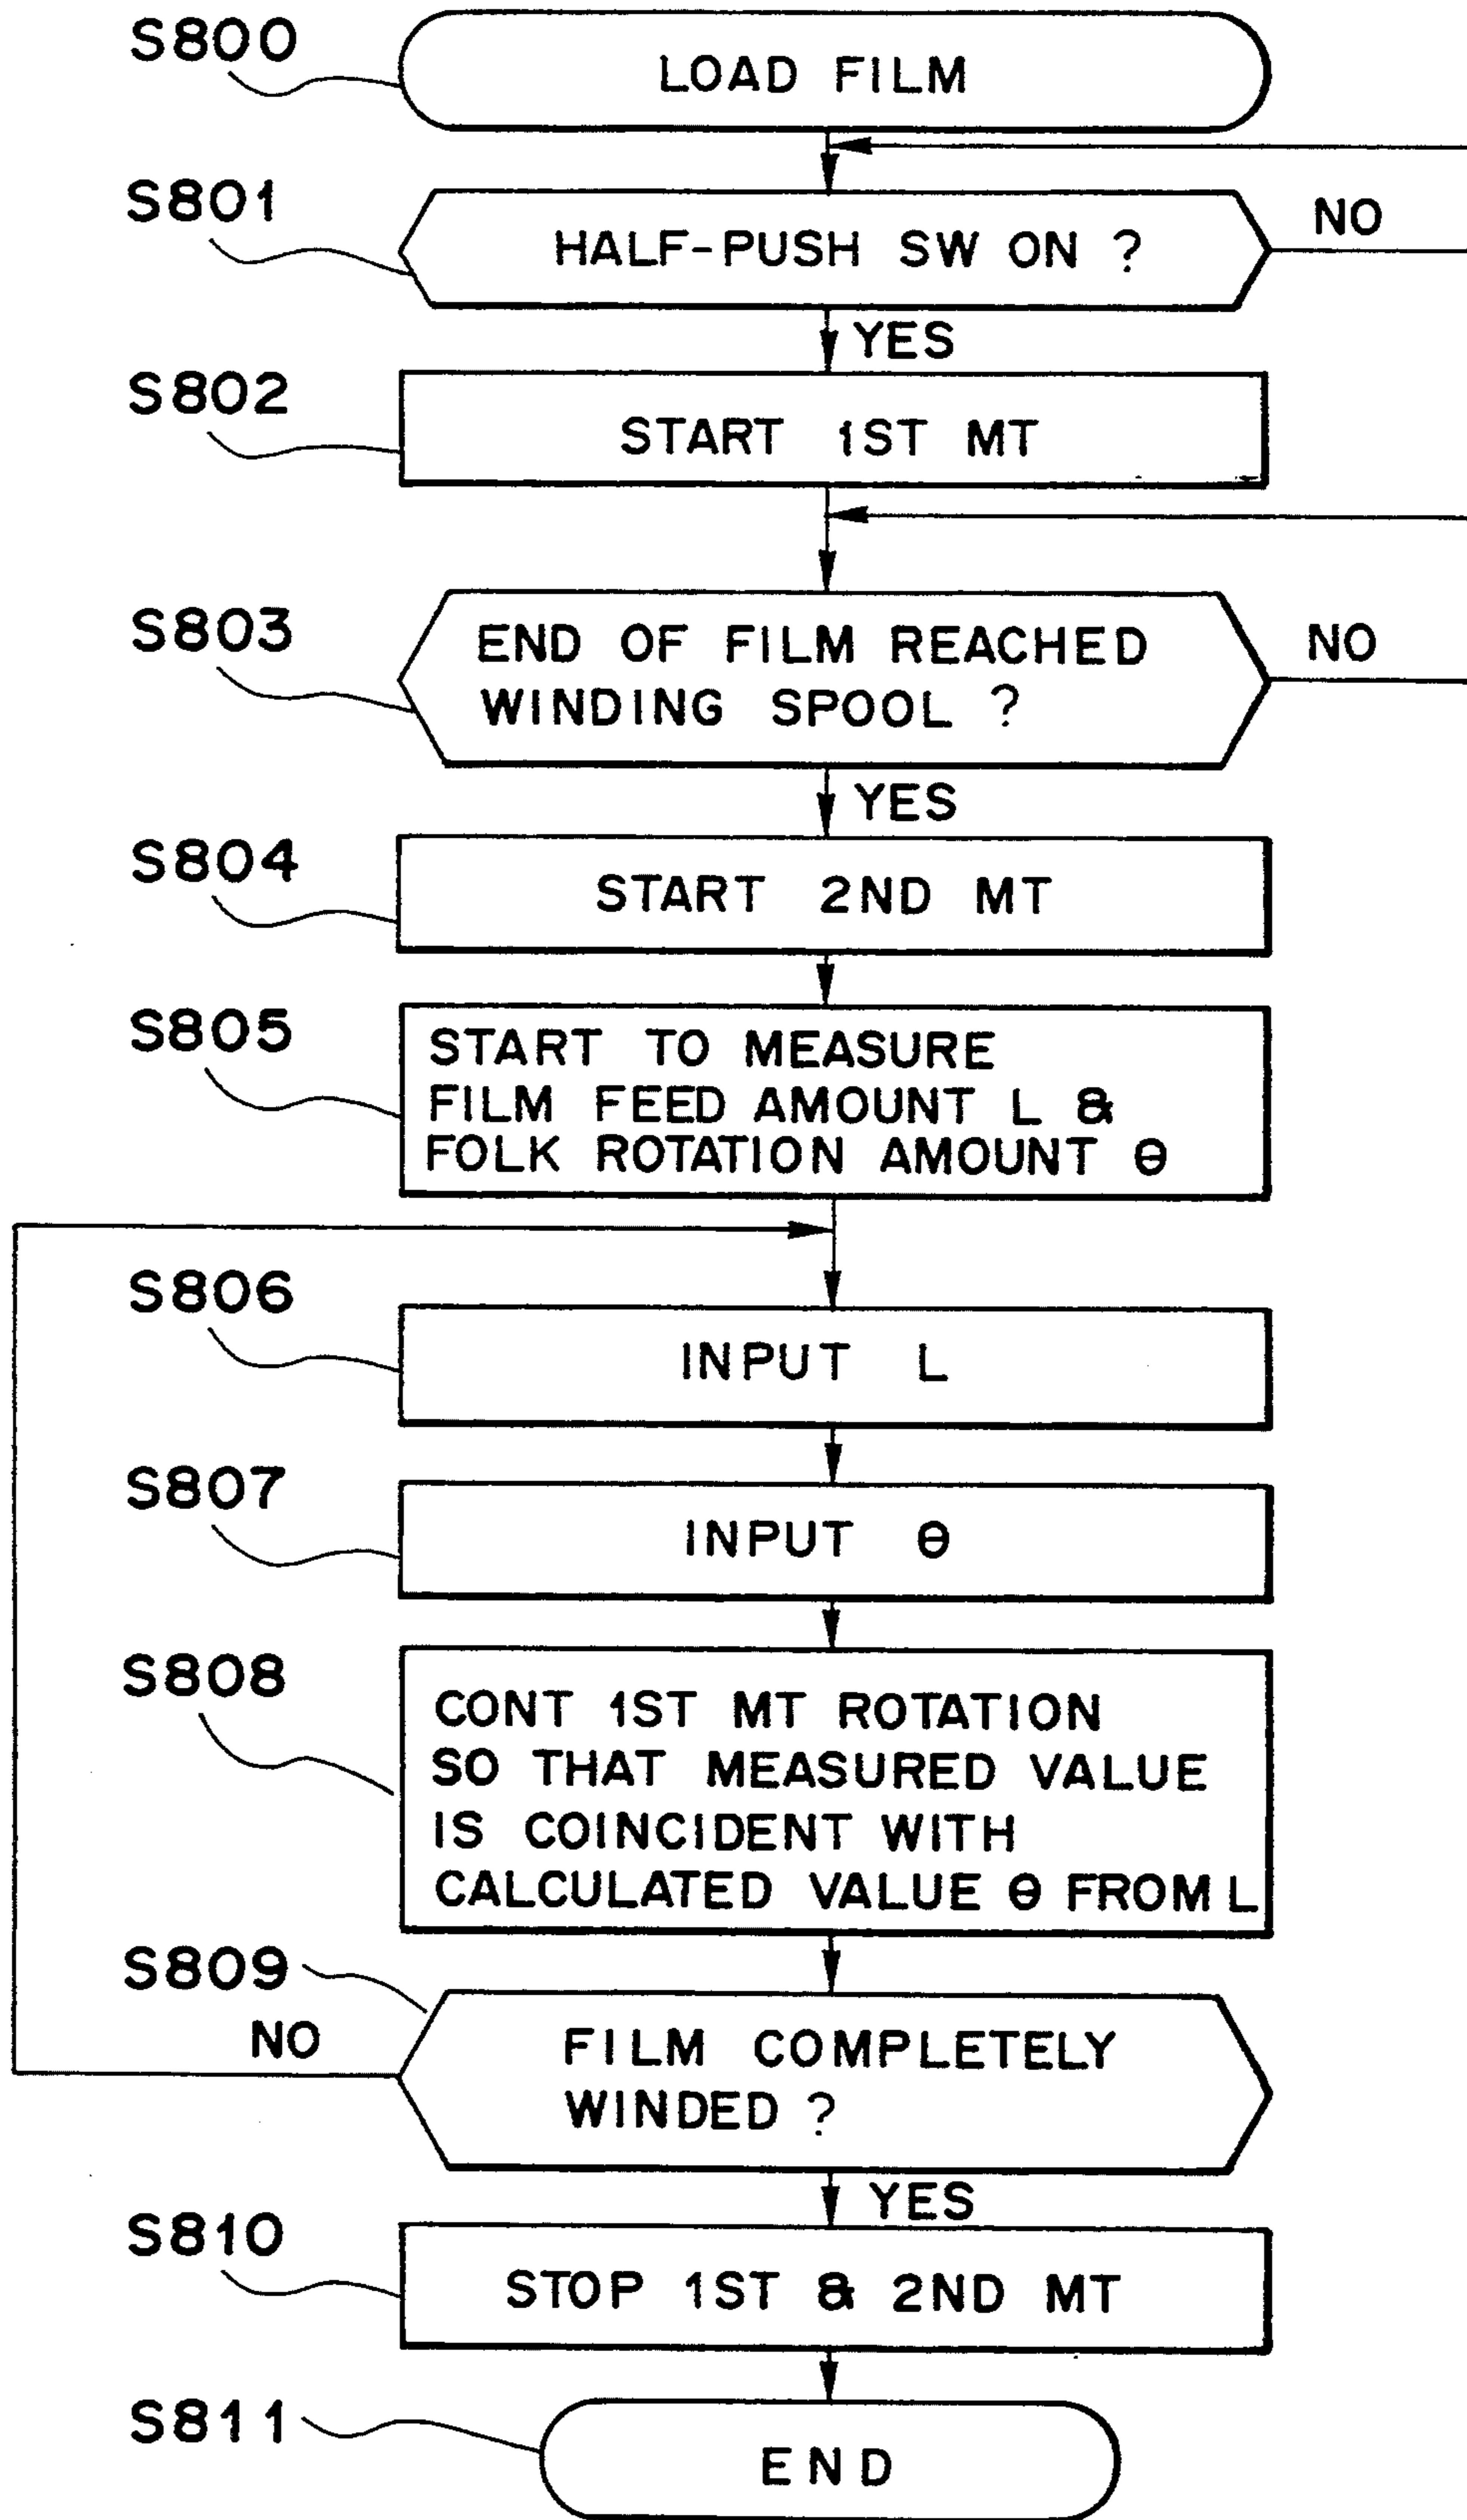 S800
LOAD FILM
S801
HALF-PUSH SW ON ?
NO
YES
S802
START 1ST MT
S803
END OF FILM REACHED
WINDING SPOOL ?
NO
YES
S804
START 2ND MT
S805
START TO MEASURE
FILM FEED AMOUNT L &
FOLK ROTATION AMOUNT θ
S806
INPUT L
S807
INPUT θ
S808
CONT 1ST MT ROTATION
SO THAT MEASURED VALUE
IS COINCIDENT WITH
CALCULATED VALUE θ FROM L
S809
FILM COMPLETELY
WINDED ?
NO
YES
S810
STOP 1ST & 2ND MT
S811
END